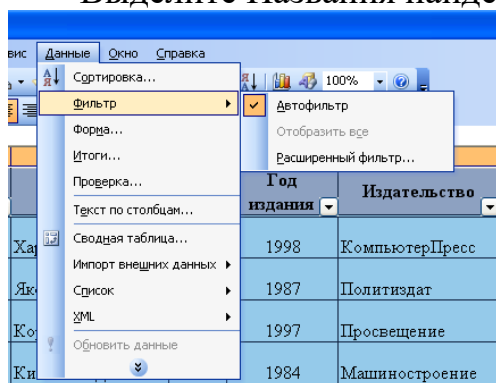 Выделите Названия
вис Данные Окно Справка
Сортировка... 100%
Фильтр Автофильтр
Форма... Отобразить все
Итоги... Расширенный фильтр...
Проверка... Год издания Издательство
Текст по столбцам...
Сводная таблица... 1998 КомпьютерПресс
Импорт внешних данных
Список 1987 Политиздат
XML 1997 Просвещение
Обновить данные
Ки 1984 Машиностроение